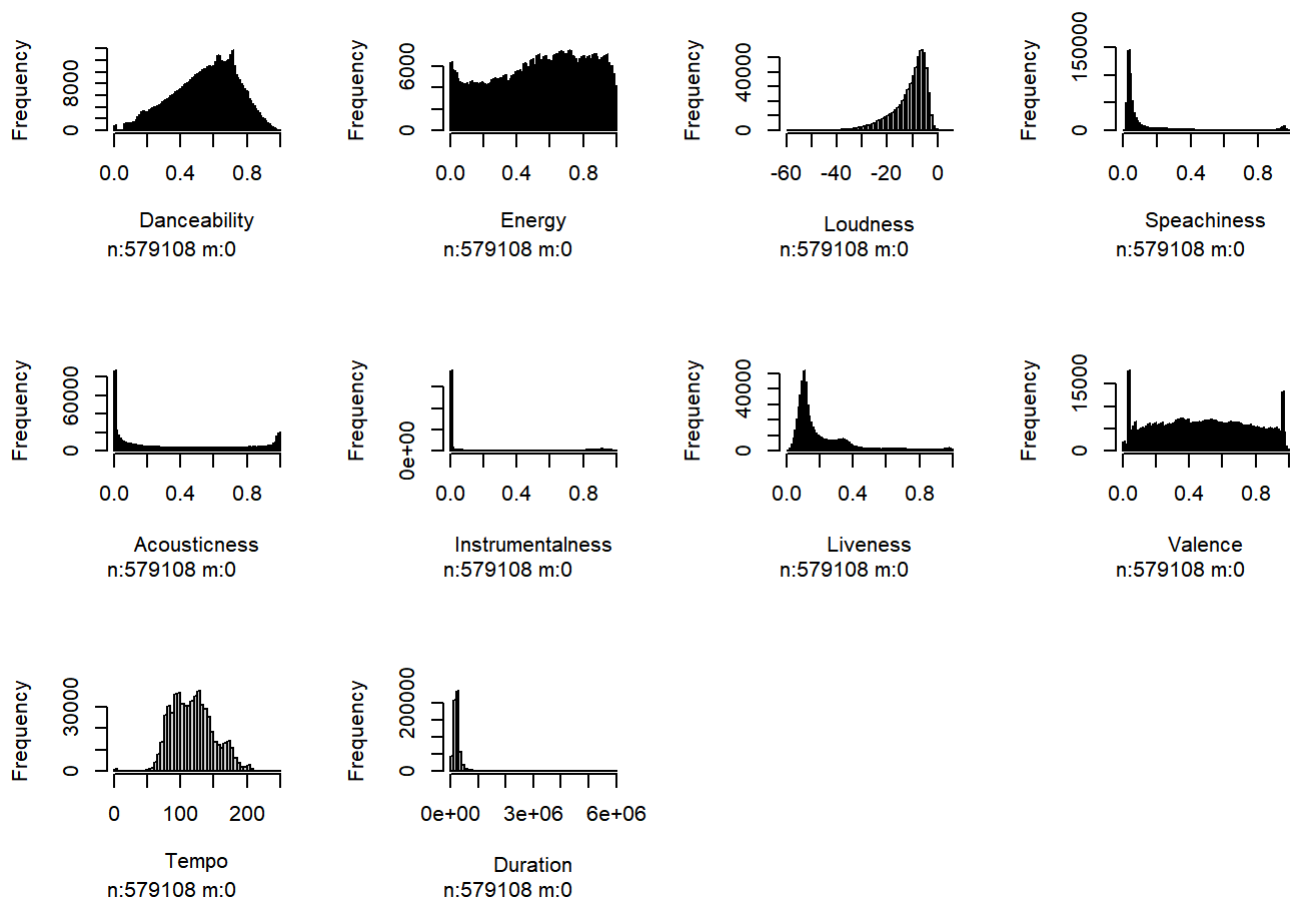 Frequency
8000
0
0.0 0.4 0.8
Danceability
n:579108 m:0
Frequency
6000
0
0.0 0.4 0.8
Energy
n:579108 m:0
Frequency
40000
0
-60 -40 -20 0
Loudness
n:579108 m:0
Frequency
150000
0
0.0 0.4 0.8
Speachiness
n:579108 m:0
Frequency
60000
0
0.0 0.4 0.8
Acousticness
n:579108 m:0
Frequency
0e+00
0.0 0.4 0.8
Instrumentalness
n:579108 m:0
Frequency
40000
0
0.0 0.4 0.8
Liveness
n:579108 m:0
Frequency
15000
0
0.0 0.4 0.8
Valence
n:579108 m:0
Frequency
30000
0
0 100 200
Tempo
n:579108 m:0
Frequency
200000
0
0e+00 3e+06 6e+06
Duration
n:579108 m:0